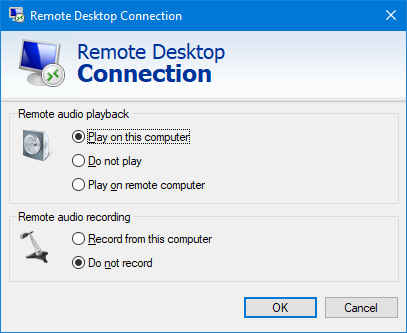 Remote Desktop Connection
Remote Desktop
Connection
Remote audio playback
Play on this computer
Do not play
Play on remote computer
Remote audio recording
Record from this computer
Do not record
OK
Cancel